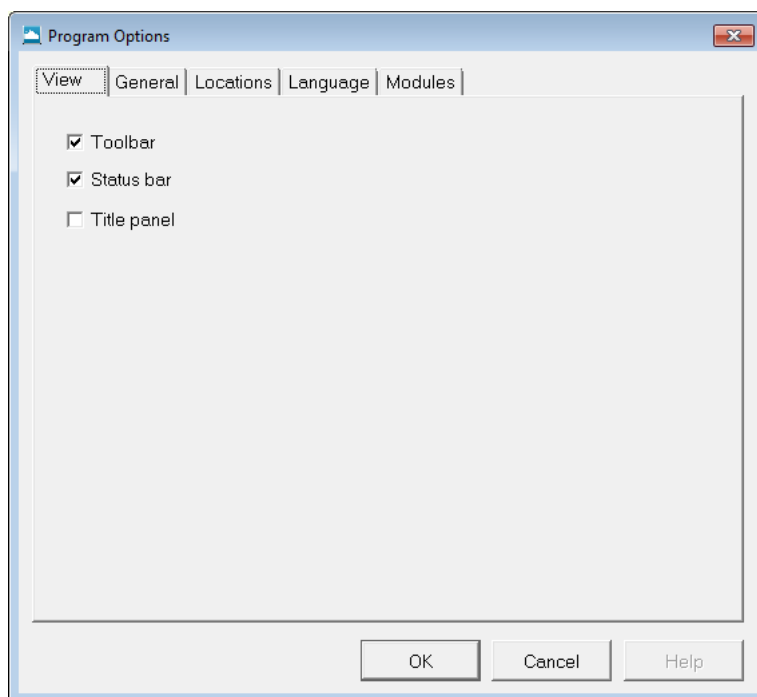 Program Options
View General Locations Language Modules
Toolbar
Status bar
Title panel
OK Cancel Help